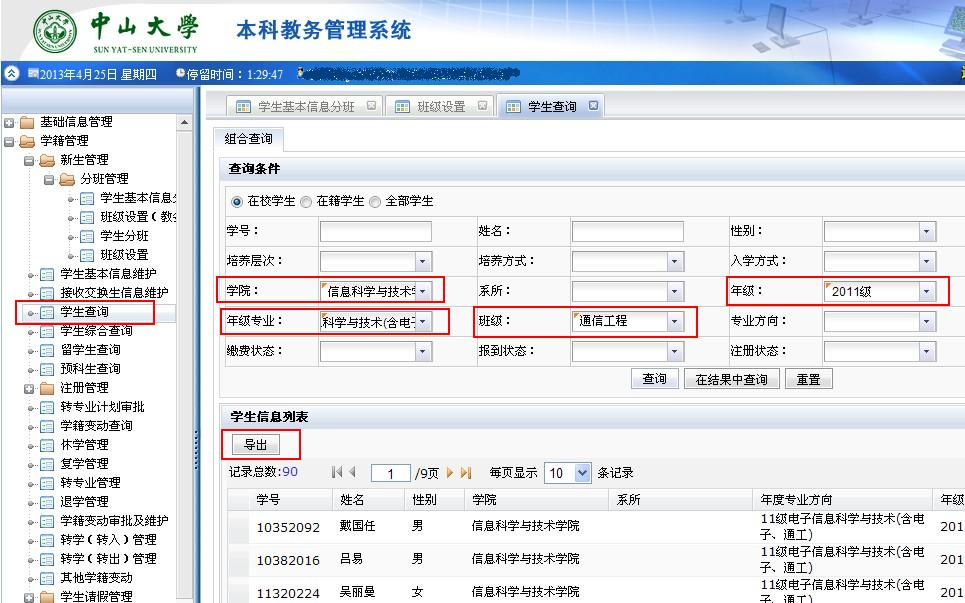 中山大學
SUN YAT-SEN UNIVERSITY
本科教务管理系统
2013年4月25日 星期四 停留时间：1:29:47
学生基本信息分班 班级设置 学生查询
基础信息管理
学籍管理
新生管理
分班管理
学生基本信息
班级设置（教
学生分班
班级设置
学生基本信息维护
接收交换生信息维护
学生查询
学生综合查询
留学生查询
预科生查询
注册管理
转专业计划审批
学籍变动查询
休学管理
复学管理
转专业管理
退学管理
学籍变动审批及维护
转学（转入）管理
转学（转出）管理
其他学籍变动
学生请假管理
组合查询
查询条件
在校学生 在籍学生 全部学生
学号： 姓名： 性别：
培养层次： 培养方式： 入学方式：
学院： 信息科学与技术 系所： 年级： 2011级
年级专业： 科学与技术(含电 班级： 通信工程 专业方向：
缴费状态： 报到状态： 注册状态：
查询 在结果中查询 重置
学生信息列表
导出
记录总数:90 1 /9页 每页显示 10 条记录
学号 姓名 性别 学院 系所 年度专业方向 年级
10352092 戴国任 男 信息科学与技术学院 11级电子信息科学与技术(含电子、通工) 201
10382016 吕易 男 信息科学与技术学院 11级电子信息科学与技术(含电子、通工) 201
11320224 吴丽曼 女 信息科学与技术学院 11级电子信息科学与技术(含电子、通工) 201